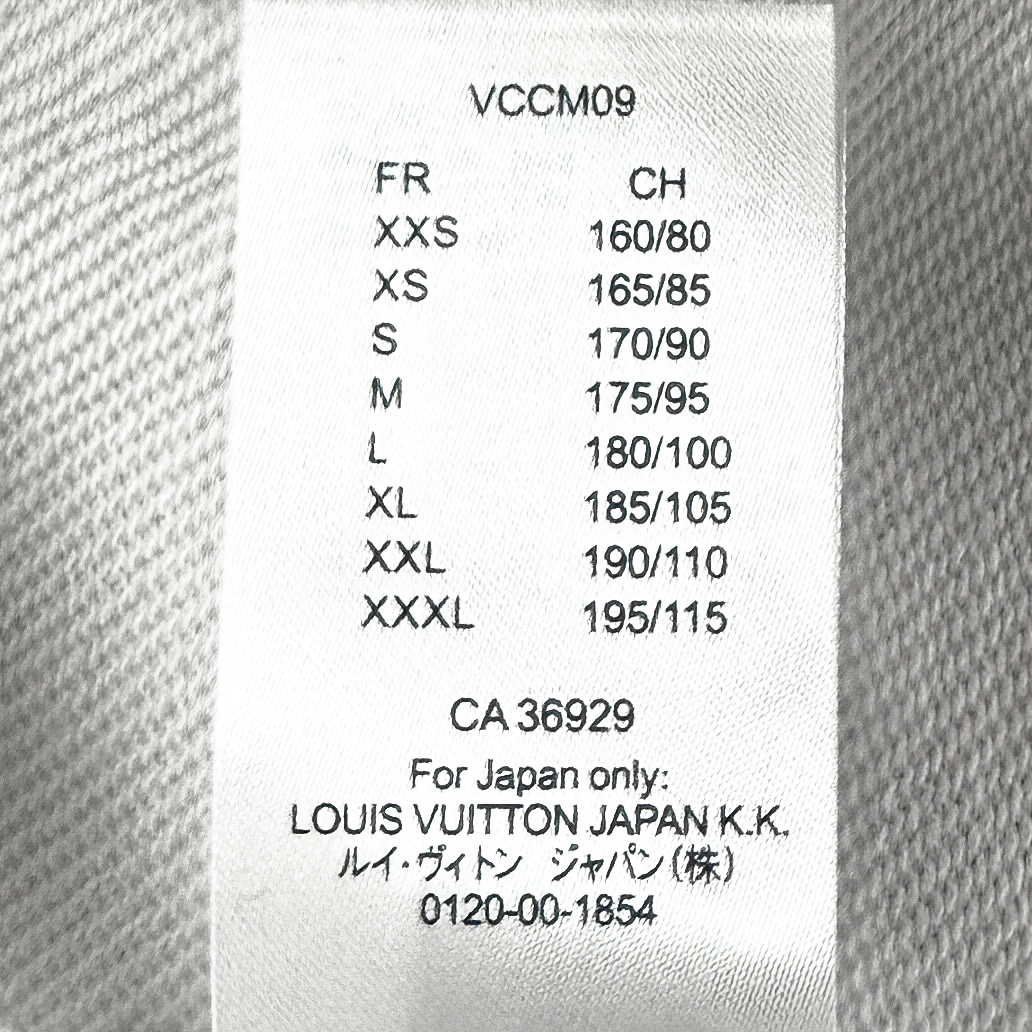 VCCM09
FR CH
XXS 160/80
XS 165/85
S 170/90
M 175/95
L 180/100
XL 185/105
XXL 190/110
XXXL 195/115
CA 36929
For Japan only:
LOUIS VUITTON JAPAN K.K.
ルイ・ヴィトン ジャパン(株)
0120-00-1854